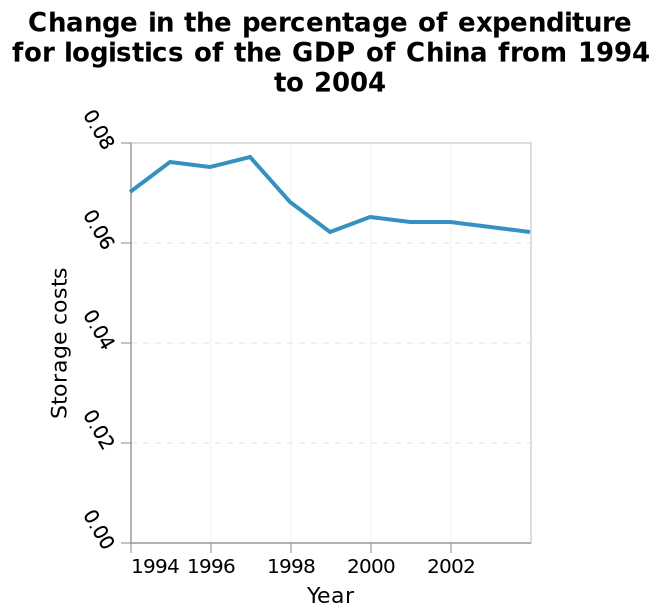 Change in the percentage of expenditure
for logistics of the GDP of China from 1994
to 2004
0.08
0.06
0.04
0.02
0.00
Storage costs
1994 1996 1998 2000 2002
Year